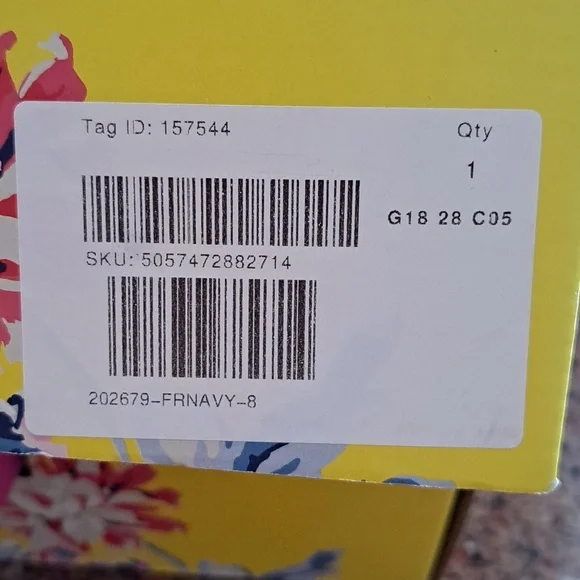 Tag ID: 157544
Qty
1
G18 28 C05
SKU: 5057472882714
202679-FRNAVY-8